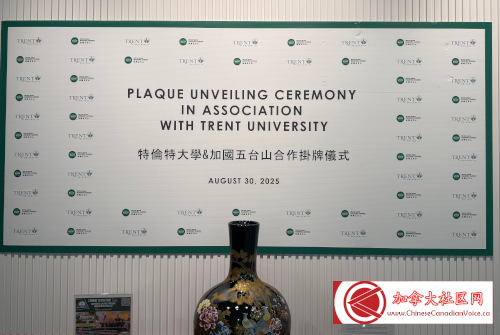 PLAQUE UNVEILING CEREMONY
IN ASSOCIATION
WITH TRENT UNIVERSITY
特倫特大學&加國五台山合作掛牌儀式
AUGUST 30, 2025
TRENT
加拿大社区网
www.ChineseCanadianVoice.ca